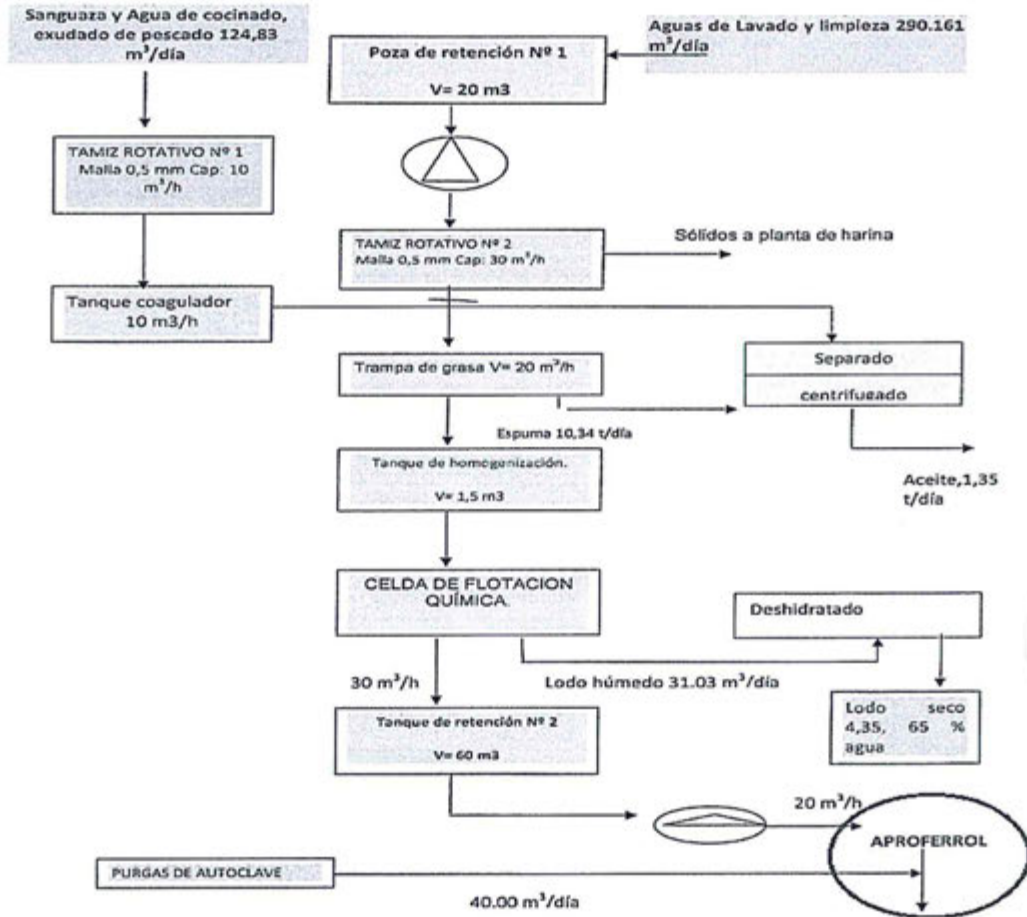 Sanguaza y Agua de cocinado,
exudado de pescado 124,83
m³/día
Aguas de Lavado y limpieza 290.161
m³/día
Poza de retención Nº 1
V= 20 m3
TAMIZ ROTATIVO Nº 1
Malla 0,5 mm Cap: 10
m³/h
TAMIZ ROTATIVO Nº 2
Malla 0,5 mm Cap: 30 m³/h
Sólidos a planta de harina
Tanque coagulador
10 m3/h
Separado
centrifugado
Trampa de grasa V= 20 m³/h
Espuma 10,34 t/día
Aceite,1,35
t/día
Tanque de homogenización.
V= 1,5 m3
CELDA DE FLOTACION
QUÍMICA.
Deshidratado
30 m³/h
Lodo húmedo 31.03 m³/día
Lodo seco
4,35, 65 %
agua
Tanque de retención Nº 2
V= 60 m3
20 m³/h
APROFERROL
PURGAS DE AUTOCLAVE
40.00 m³/día